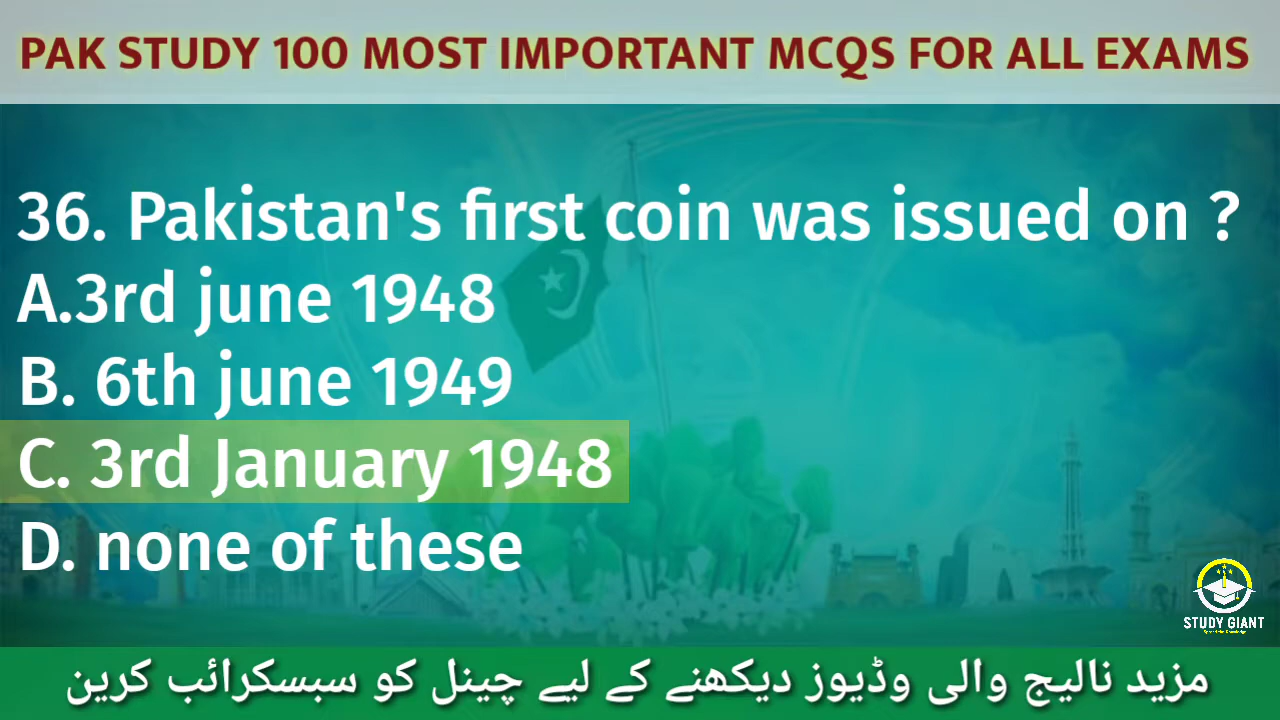 PAK STUDY 100 MOST IMPORTANT MCQS FOR ALL EXAMS
36. Pakistan's first coin was issued on ?
A.3rd june 1948
B. 6th june 1949
C. 3rd January 1948
D. none of these
STUDY GIANT
مزید نالیج والی وڈیوز دیکھنے کے لیے چینل کو سبسکرائب کریں